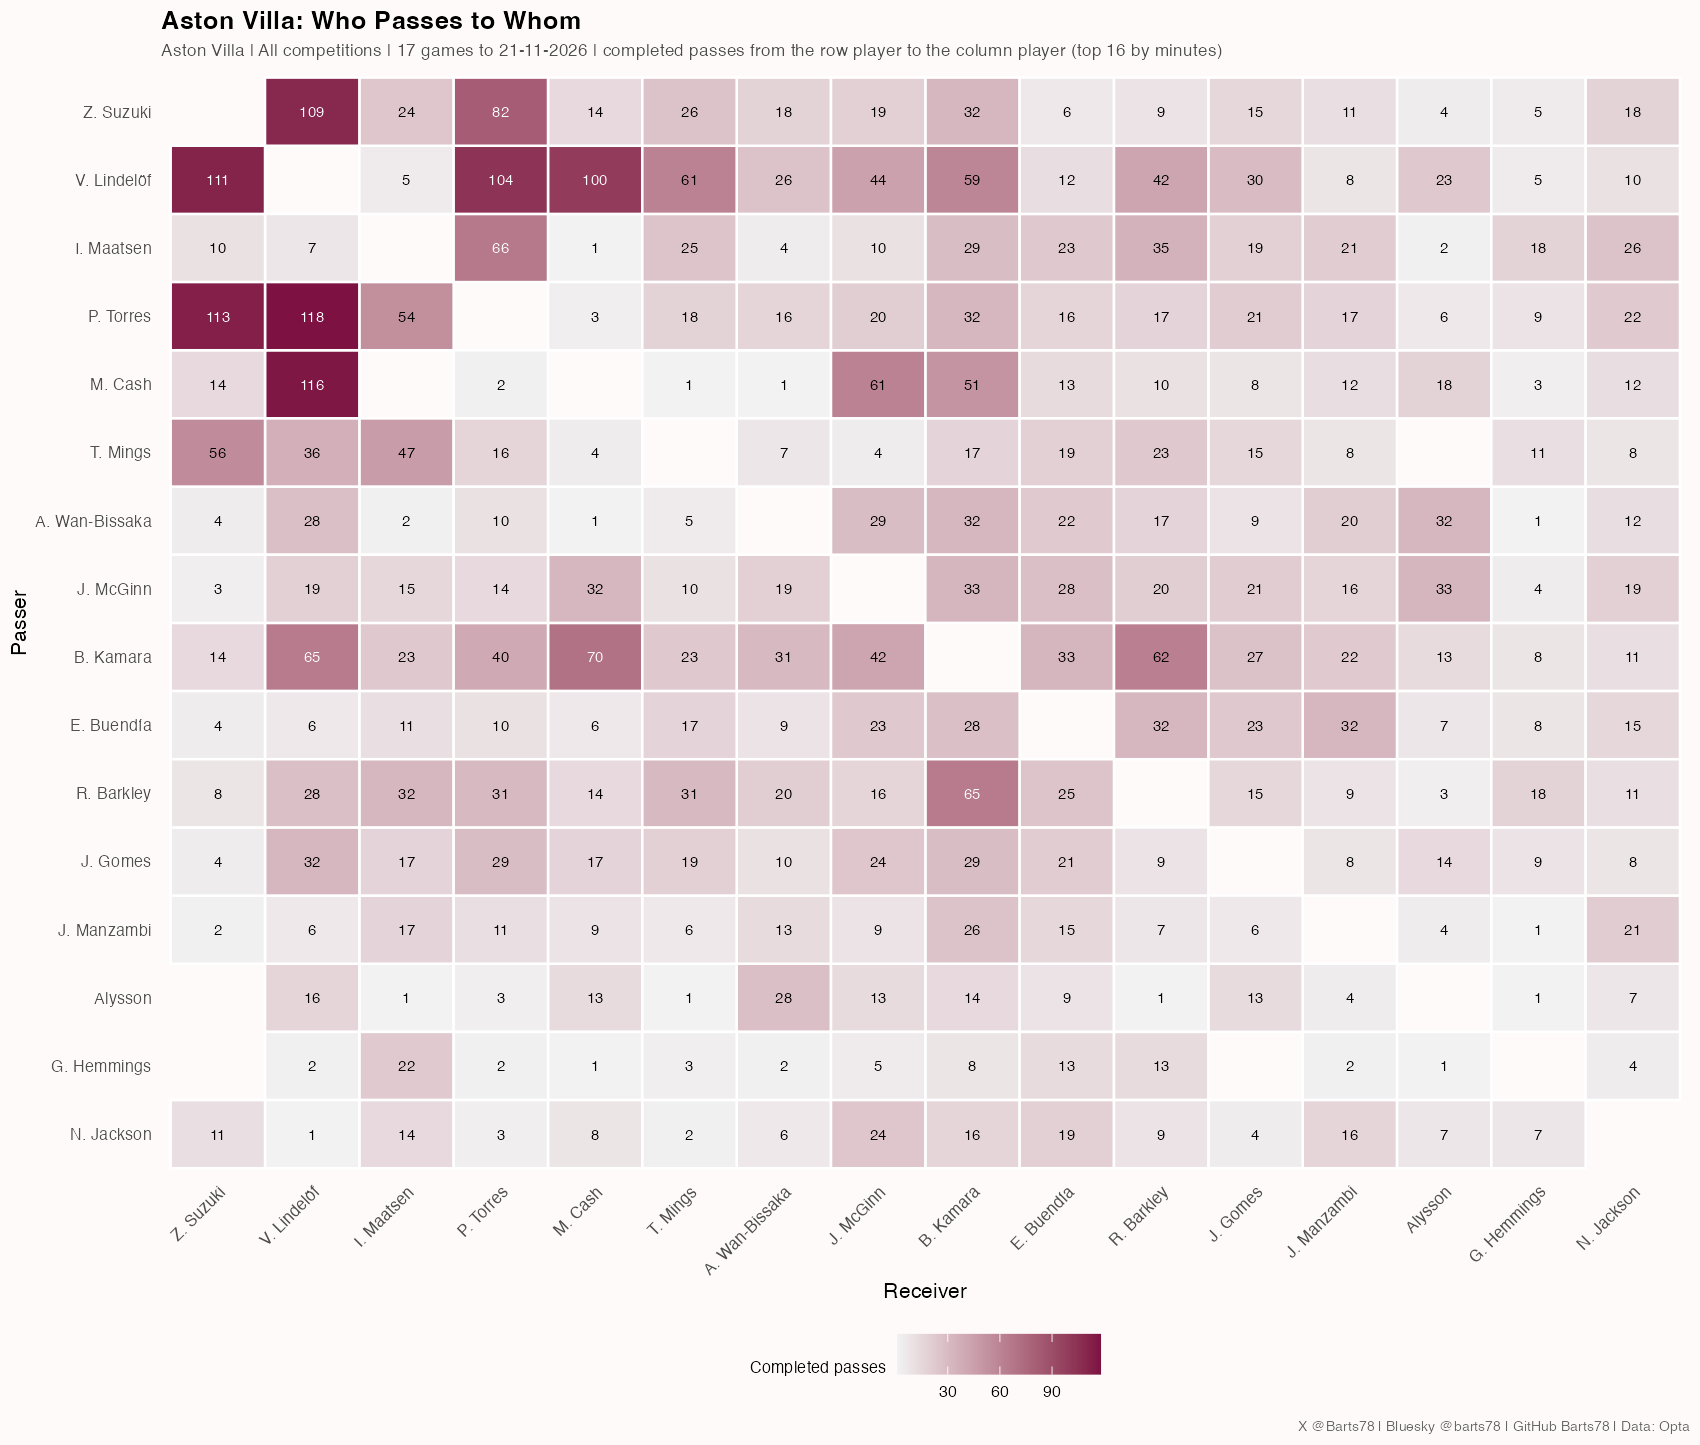 Aston Villa: Who Passes to Whom
Aston Villa | All competitions | 17 games to 21-11-2026 | completed passes from the row player to the column player (top 16 by minutes)
Z. Suzuki 109 24 82 14 26 18 19 32 6 9 15 11 4 5 18
V. Lindelöf 111 5 104 100 61 26 44 59 12 42 30 8 23 5 10
I. Maatsen 10 7 66 1 25 4 10 29 23 35 19 21 2 18 26
P. Torres 113 118 54 3 18 16 20 32 16 17 21 17 6 9 22
M. Cash 14 116 2 1 1 61 51 13 10 8 12 18 3 12
T. Mings 56 36 47 16 4 7 4 17 19 23 15 8 11 8
A. Wan-Bissaka 4 28 2 10 1 5 29 32 22 17 9 20 32 1 12
J. McGinn 3 19 15 14 32 10 19 33 28 20 21 16 33 4 19
B. Kamara 14 65 23 40 70 23 31 42 33 62 27 22 13 8 11
E. Buendía 4 6 11 10 6 17 9 23 28 32 23 32 7 8 15
R. Barkley 8 28 32 31 14 31 20 16 65 25 15 9 3 18 11
J. Gomes 4 32 17 29 17 19 10 24 29 21 9 8 14 9 8
J. Manzambi 2 6 17 11 9 6 13 9 26 15 7 6 4 1 21
Alysson 16 1 3 13 1 28 13 14 9 1 13 4 1 7
G. Hemmings 2 22 2 1 3 2 5 8 13 13 2 1 4
N. Jackson 11 1 14 3 8 2 6 24 16 19 9 4 16 7 7
Passer
Z. Suzuki V. Lindelöf I. Maatsen P. Torres M. Cash T. Mings A. Wan-Bissaka J. McGinn B. Kamara E. Buendía R. Barkley J. Gomes J. Manzambi Alysson G. Hemmings N. Jackson
Receiver
Completed passes
30 60 90
X @Barts78 | Bluesky @barts78 | GitHub Barts78 | Data: Opta